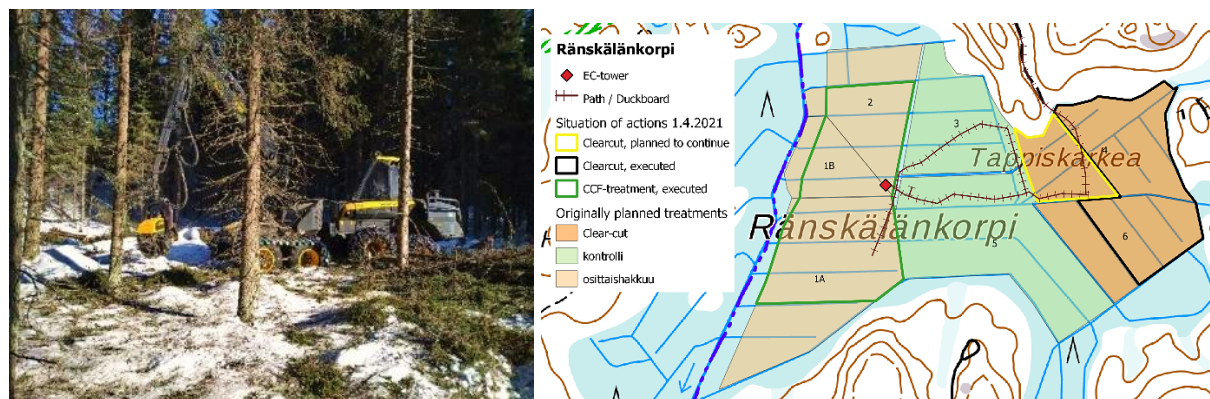 Ränskälänkorpi
EC-tower
Path / Duckboard
Situation of actions 1.4.2021
Clearcut, planned to continue
Clearcut, executed
CCF-treatment, executed
Originally planned treatments
Clear-cut
kontrolli
osittaishakkuu
2
3
4
1B
Tappiskarkea
Ränskälänkorpi
5
6
1A